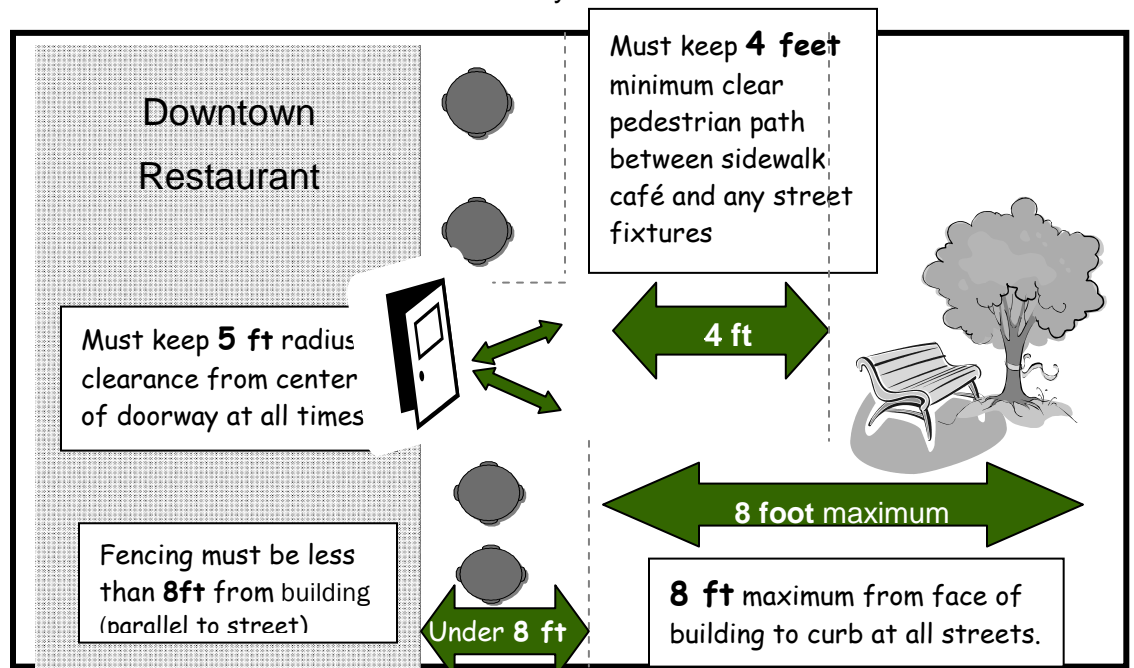 Downtown
Restaurant
Must keep 4 feet
minimum clear
pedestrian path
between sidewalk
café and any street
fixtures
Must keep 5 ft radius
clearance from center
of doorway at all times
4 ft
8 foot maximum
Fencing must be less
than 8ft from building
(parallel to street)
Under 8 ft
8 ft maximum from face of
building to curb at all streets.